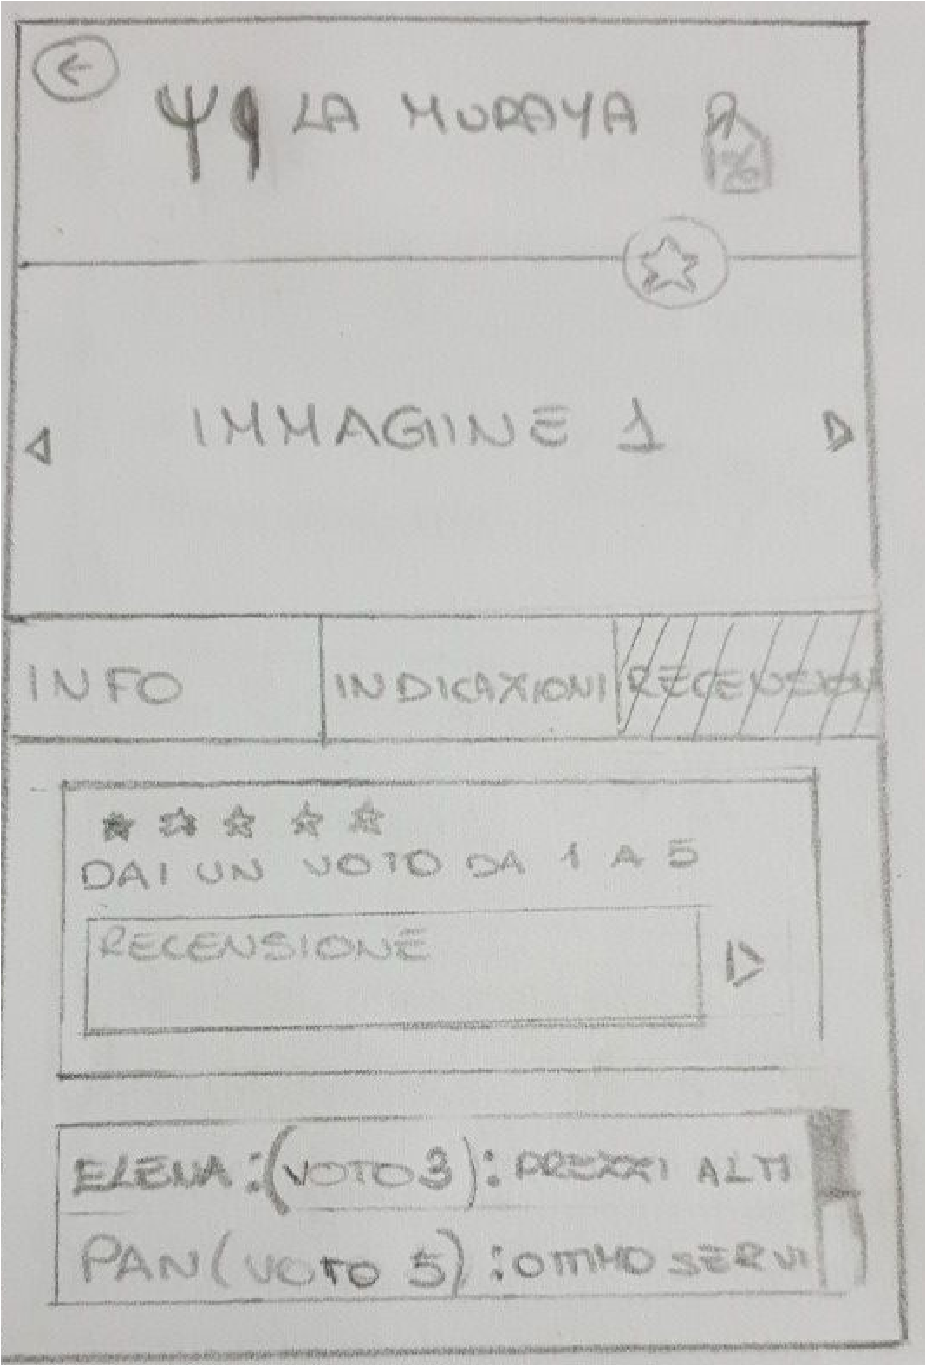 LA MURAYA
%
IMMAGIINE 1
INFO
INDICAZIONI
RECENSIONI
DAI UN VOTO DA 1 A 5
RECENSIONE
ELENA:(VOTO 3): PREZZI ALTI
PAN(VOTO 5):OTTIMO SERVI